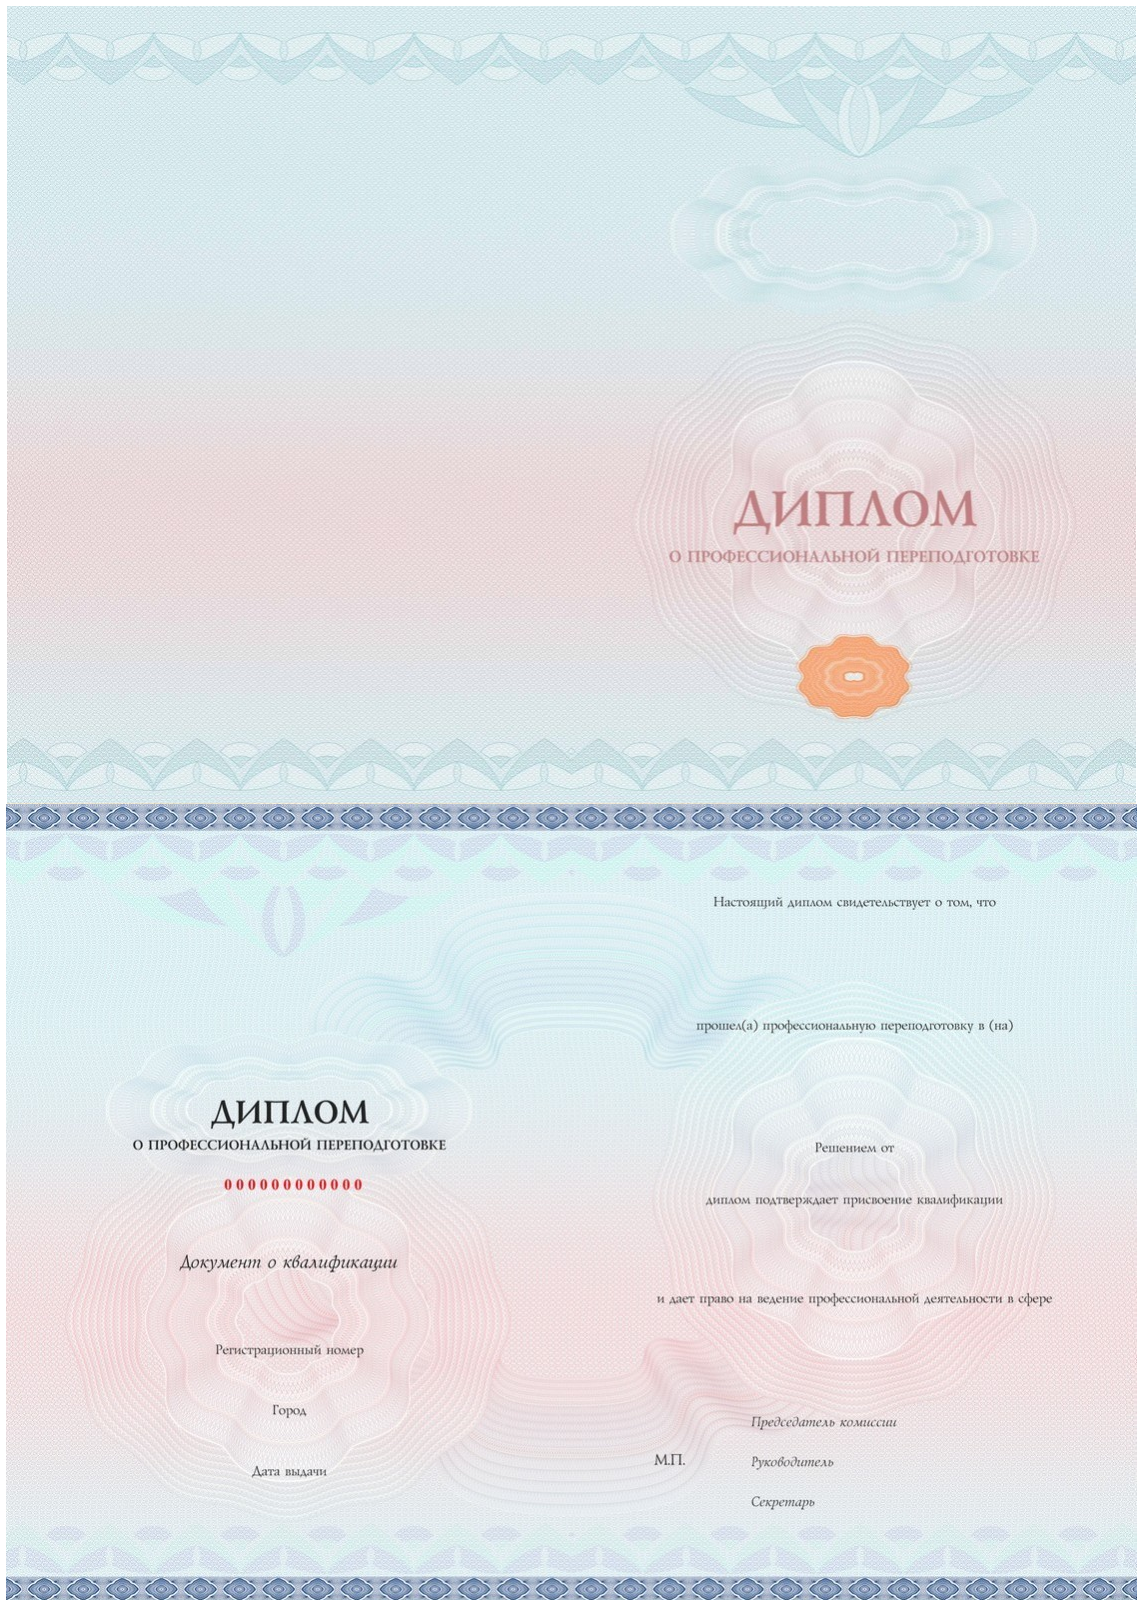 ДИПЛОМ
О ПРОФЕССИОНАЛЬНОЙ ПЕРЕПОДГОТОВКЕ
ДИПЛОМ
О ПРОФЕССИОНАЛЬНОЙ ПЕРЕПОДГОТОВКЕ
000000000000
Документ о квалификации
Регистрационный номер
Город
Дата выдачи
Настоящий диплом свидетельствует о том, что
прошел(а) профессиональную переподготовку в (на)
Решением от
диплом подтверждает присвоение квалификации
и дает право на ведение профессиональной деятельности в сфере
Председатель комиссии
М.П.
Руководитель
Секретарь